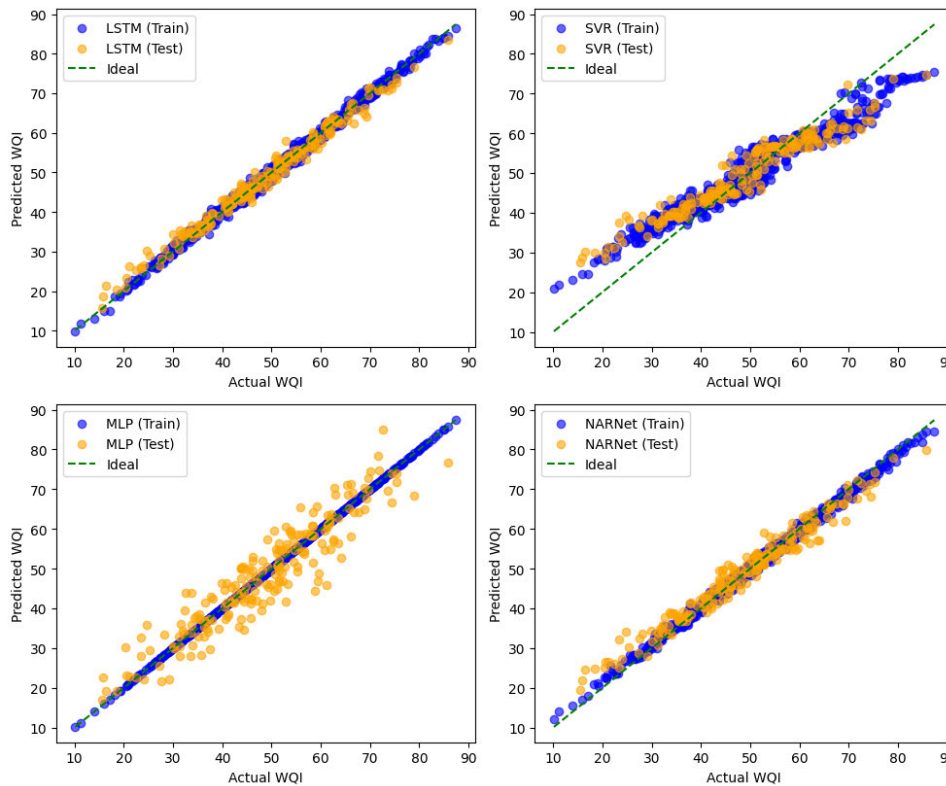 LSTM (Train)
LSTM (Test)
Ideal
90
80
70
60
50
40
30
20
10
Predicted WQI
10 20 30 40 50 60 70 80 90
Actual WQI
SVR (Train)
SVR (Test)
Ideal
90
80
70
60
50
40
30
20
10
Predicted WQI
10 20 30 40 50 60 70 80
Actual WQI
MLP (Train)
MLP (Test)
Ideal
90
80
70
60
50
40
30
20
10
Predicted WQI
10 20 30 40 50 60 70 80 90
Actual WQI
NARNet (Train)
NARNet (Test)
Ideal
90
80
70
60
50
40
30
20
10
Predicted WQI
10 20 30 40 50 60 70 80
Actual WQI